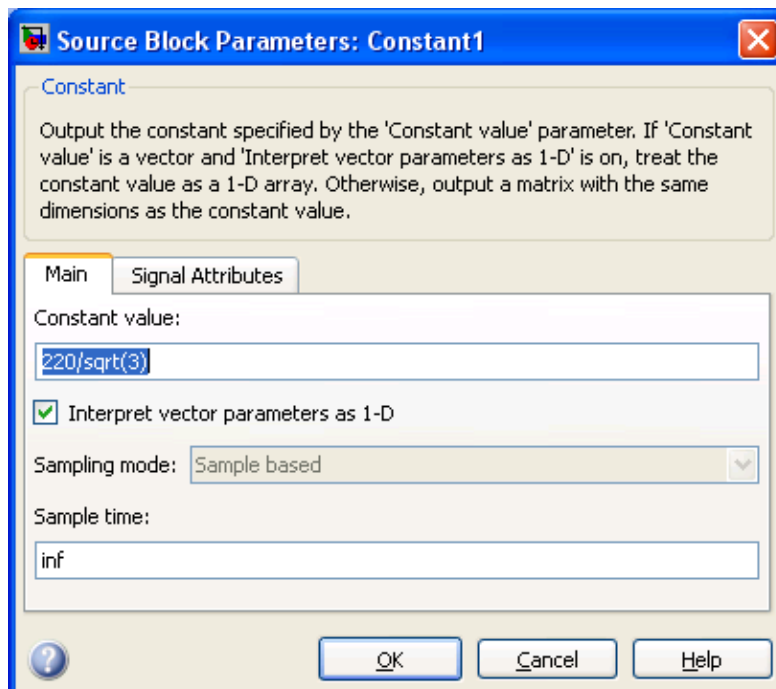 Source Block Parameters: Constant1
Constant
Output the constant specified by the 'Constant value' parameter. If 'Constant
value' is a vector and 'Interpret vector parameters as 1-D' is on, treat the
constant value as a 1-D array. Otherwise, output a matrix with the same
dimensions as the constant value.
Main Signal Attributes
Constant value:
220/sqrt(3)
Interpret vector parameters as 1-D
Sampling mode: Sample based
Sample time:
inf
OK Cancel Help